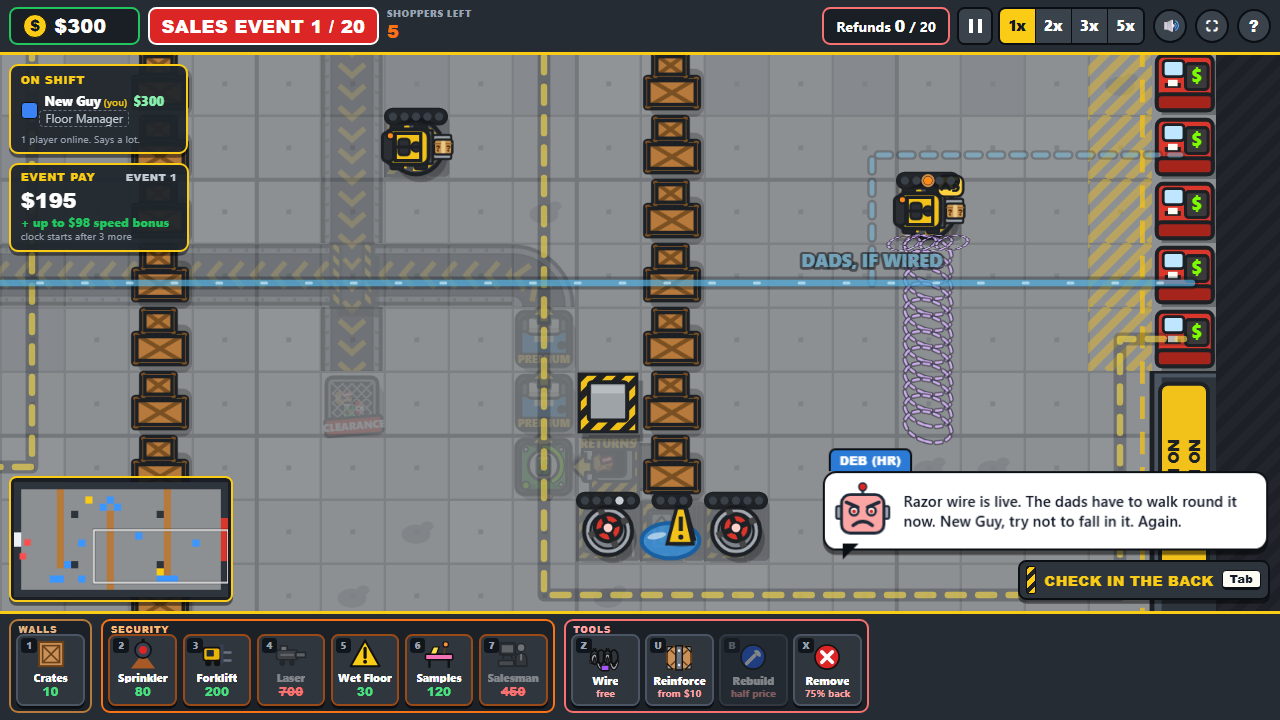 $300
SALES EVENT 1 / 20
SHOPPERS LEFT
5
Refunds 0 / 20
1x
2x
3x
5x
?
ON SHIFT
New Guy (you) $300
Floor Manager
1 player online. Says a lot.
EVENT PAY
EVENT 1
$195
+ up to $98 speed bonus
clock starts after 3 more
DADS, IF WIRED
PREMIUM
PREMIUM
CLEARANCE
RETURNS
$
$
$
$
$
ON
ON
DEB (HR)
Razor wire is live. The dads have to walk round it
now. New Guy, try not to fall in it. Again.
CHECK IN THE BACK Tab
WALLS
1
Crates
10
SECURITY
2
Sprinkler
80
3
Forklift
200
4
Laser
700
5
Wet Floor
30
6
Samples
120
7
Salesman
450
TOOLS
Z
Wire
free
U
Reinforce
from $10
B
Rebuild
half price
X
Remove
75% back